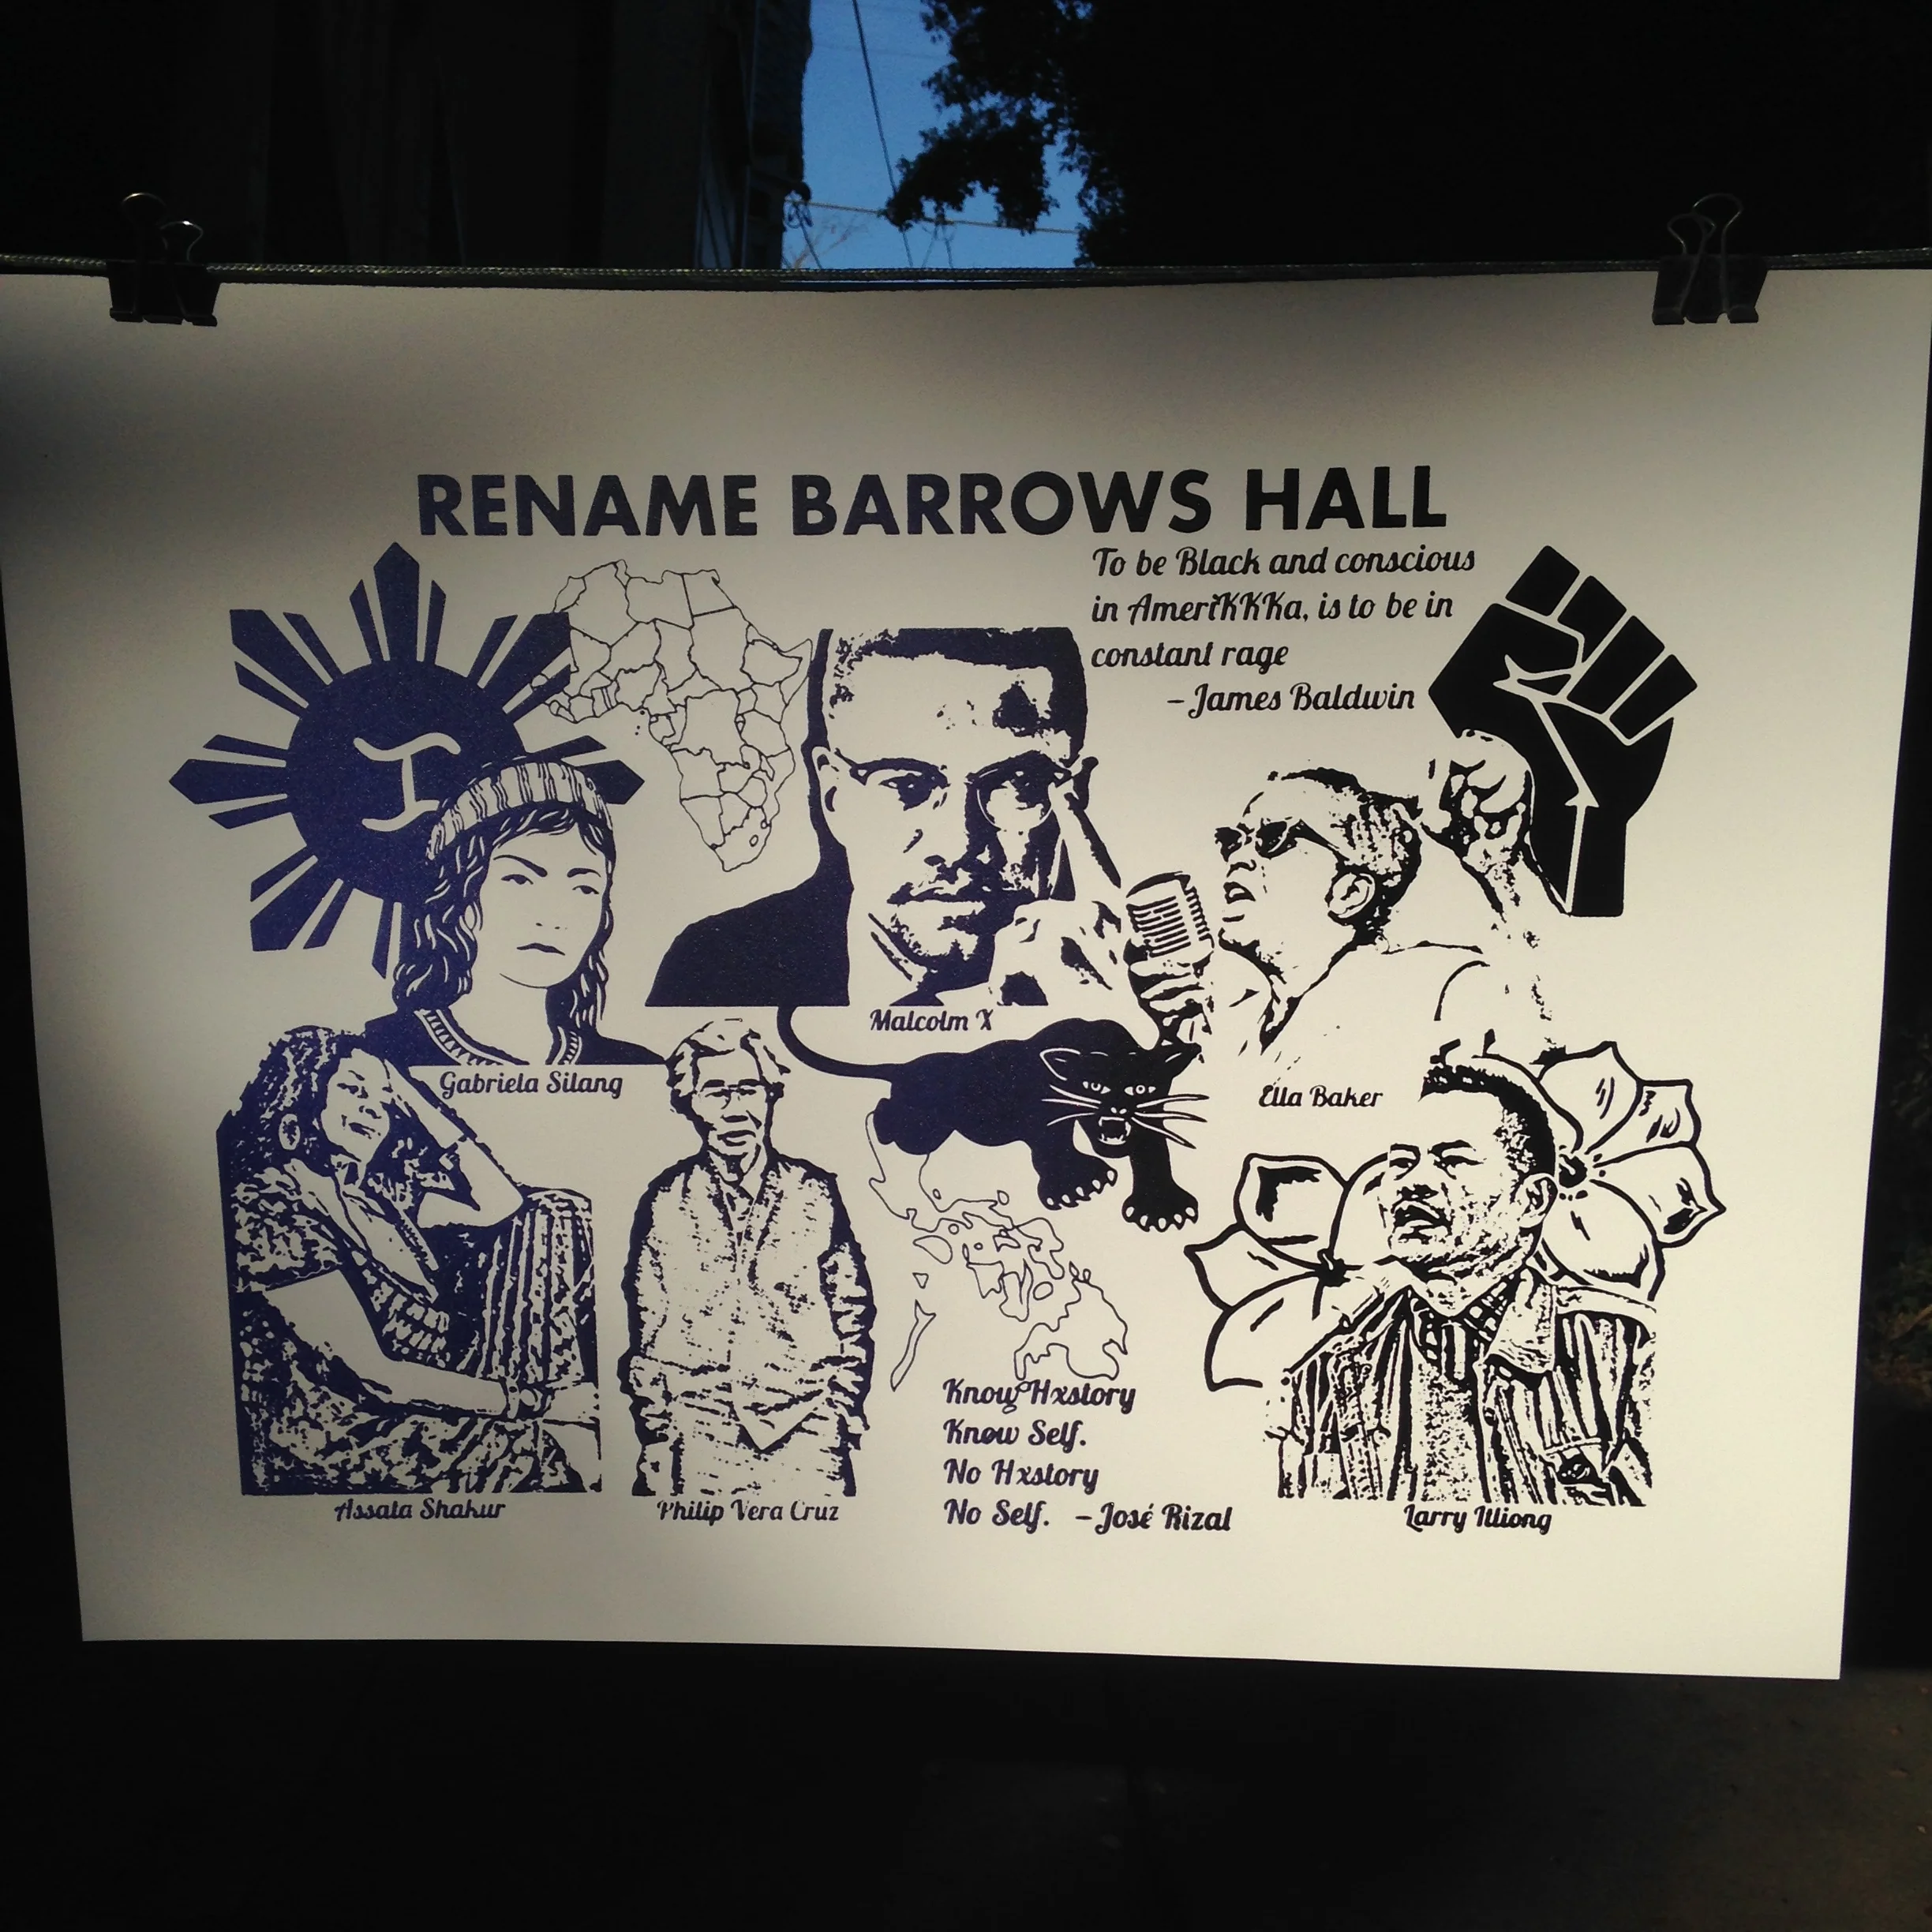 RENAME BARROWS HALL
To be Black and conscious
in AmeriKKKa, is to be in
constant rage
–James Baldwin
ᜃ
Malcolm X
Gabriela Silang
Ella Baker
Know Hxstory
Know Self.
No Hxstory
No Self. –José Rizal
Assata Shakur
Philip Vera Cruz
Larry Itliong